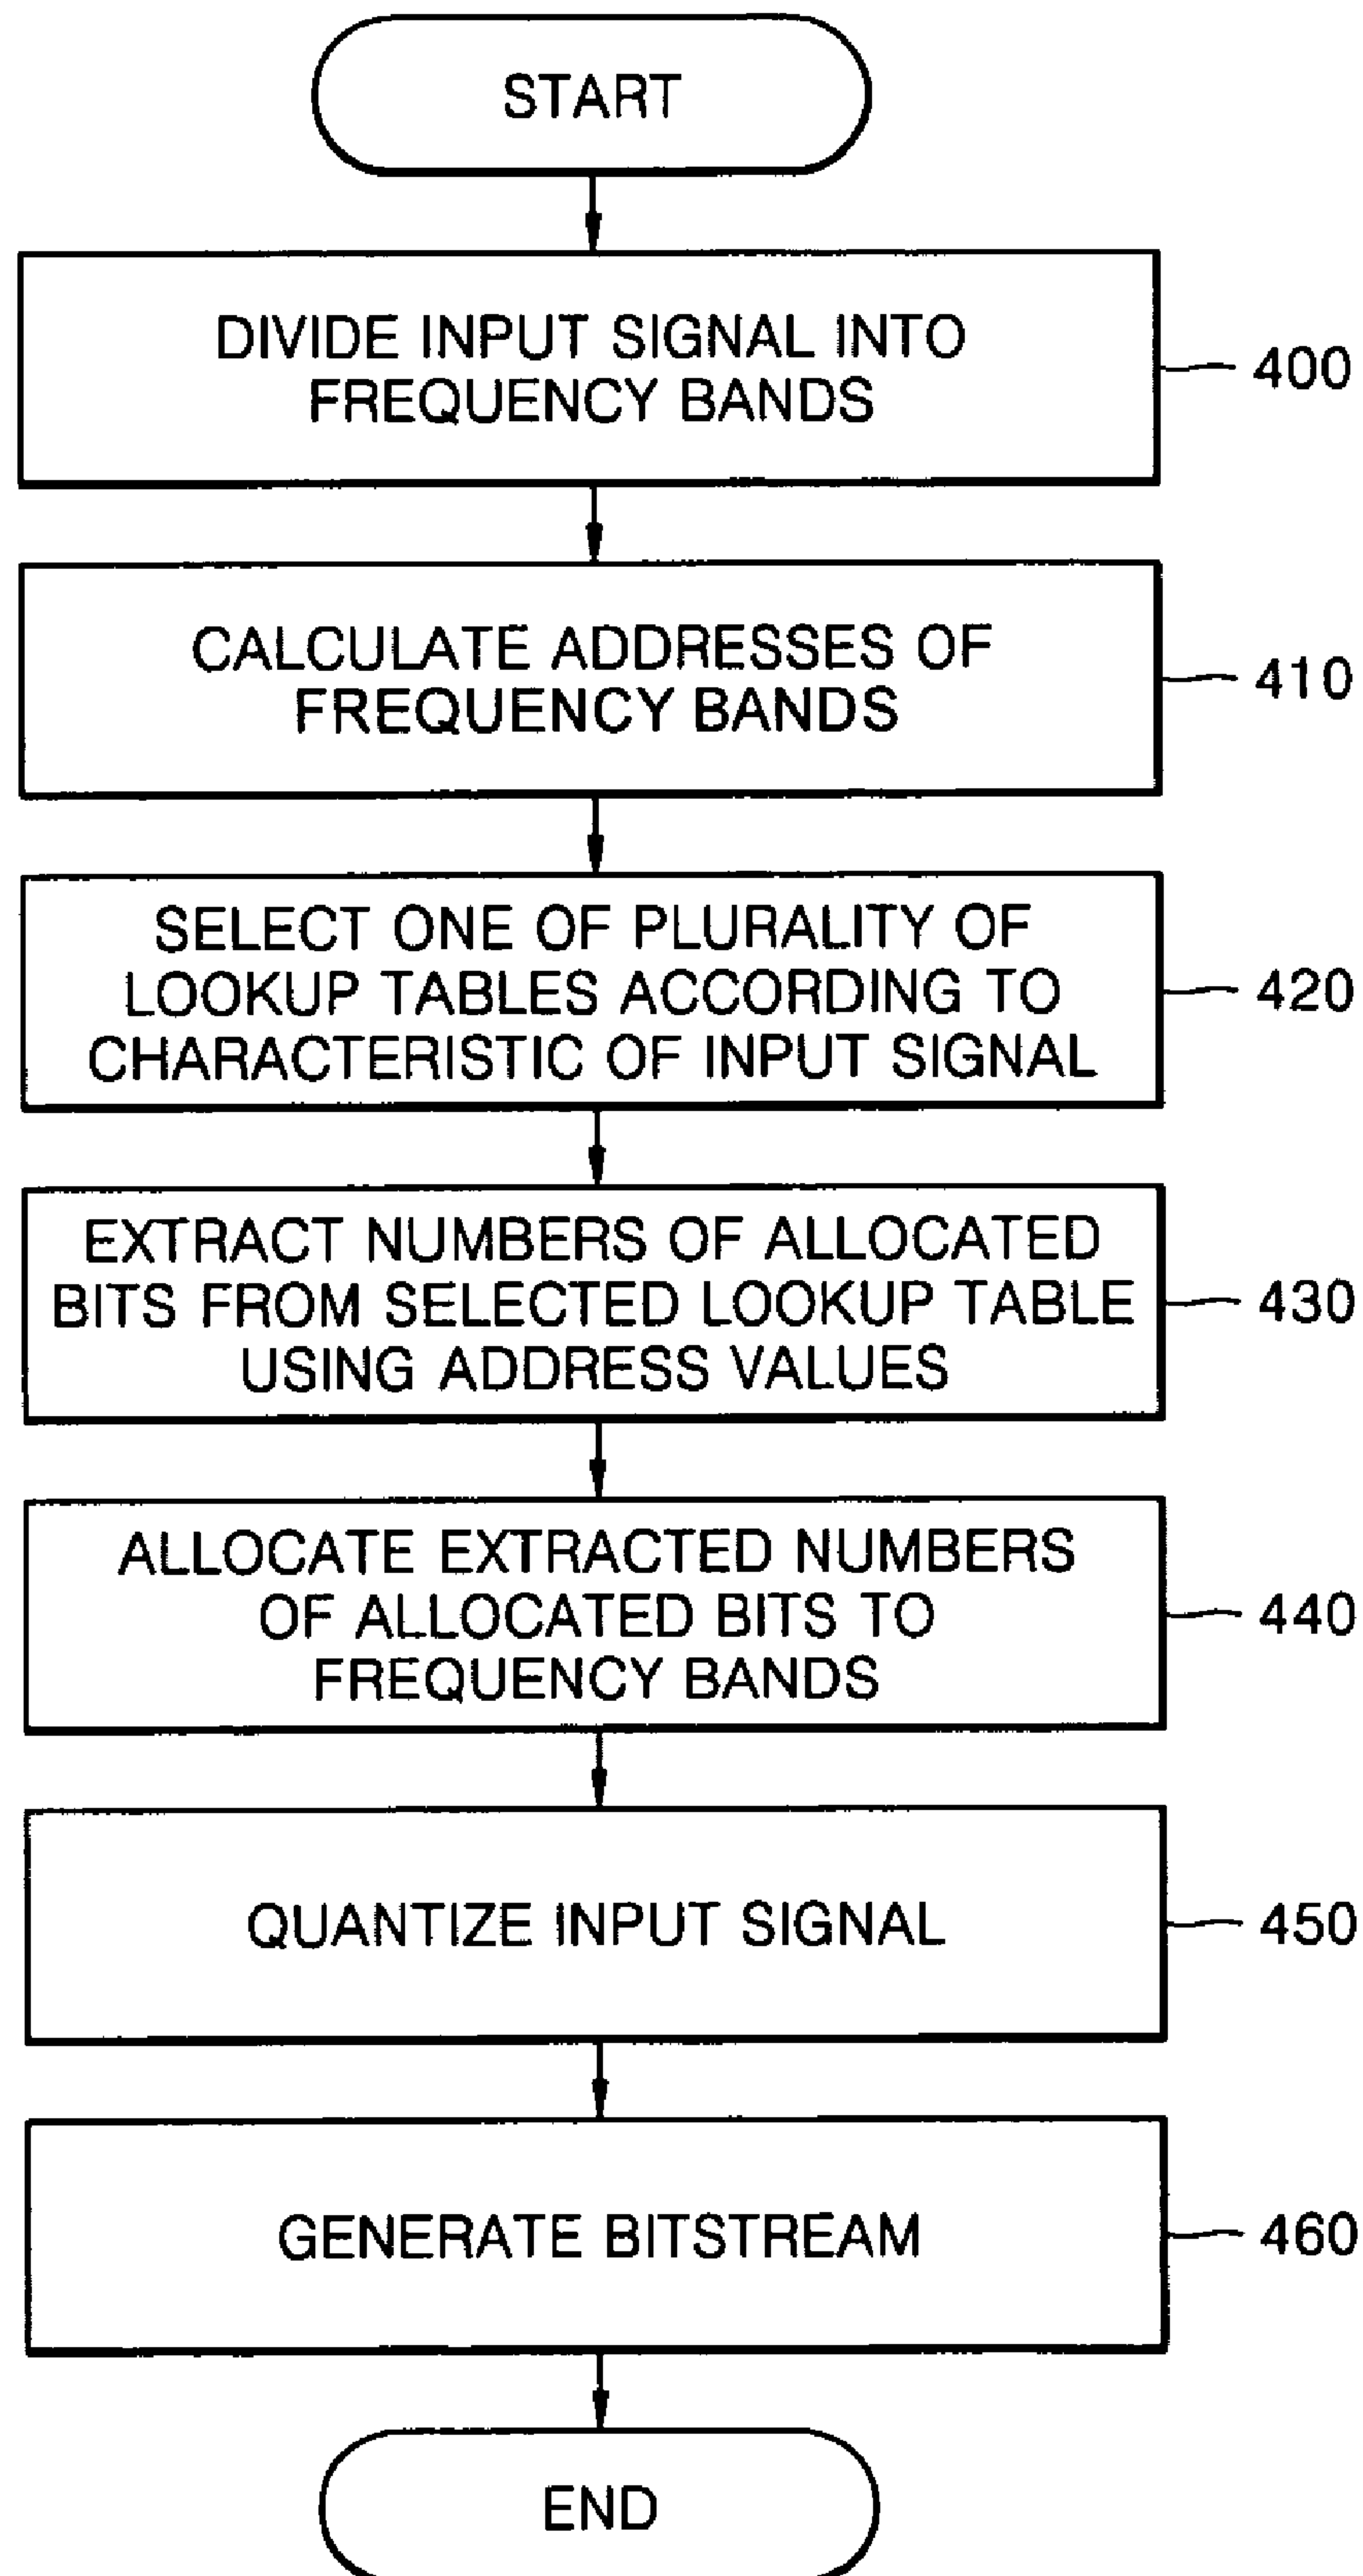 START
DIVIDE INPUT SIGNAL INTO
FREQUENCY BANDS
400
CALCULATE ADDRESSES OF
FREQUENCY BANDS
410
SELECT ONE OF PLURALITY OF
LOOKUP TABLES ACCORDING TO
CHARACTERISTIC OF INPUT SIGNAL
420
EXTRACT NUMBERS OF ALLOCATED
BITS FROM SELECTED LOOKUP TABLE
USING ADDRESS VALUES
430
ALLOCATE EXTRACTED NUMBERS
OF ALLOCATED BITS TO
FREQUENCY BANDS
440
QUANTIZE INPUT SIGNAL
450
GENERATE BITSTREAM
460
END